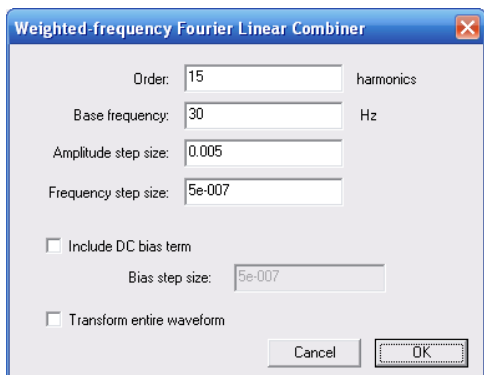 Weighted-frequency Fourier Linear Combiner
Order: 15 harmonics
Base frequency: 30 Hz
Amplitude step size: 0.005
Frequency step size: 5e-007
Include DC bias term
Bias step size: 5e-007
Transform entire waveform
Cancel OK